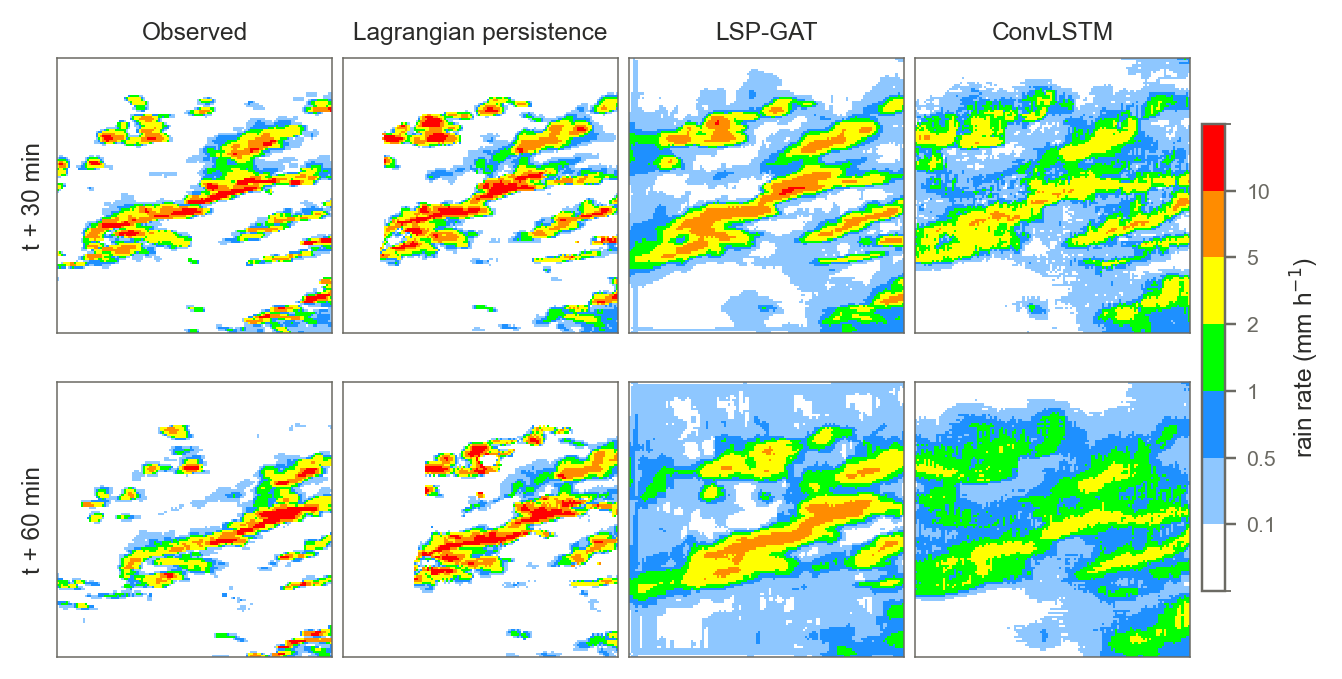 Observed
Lagrangian persistence
LSP-GAT
ConvLSTM
t + 30 min
t + 60 min
10
5
2
1
0.5
0.1
rain rate (mm h⁻¹)